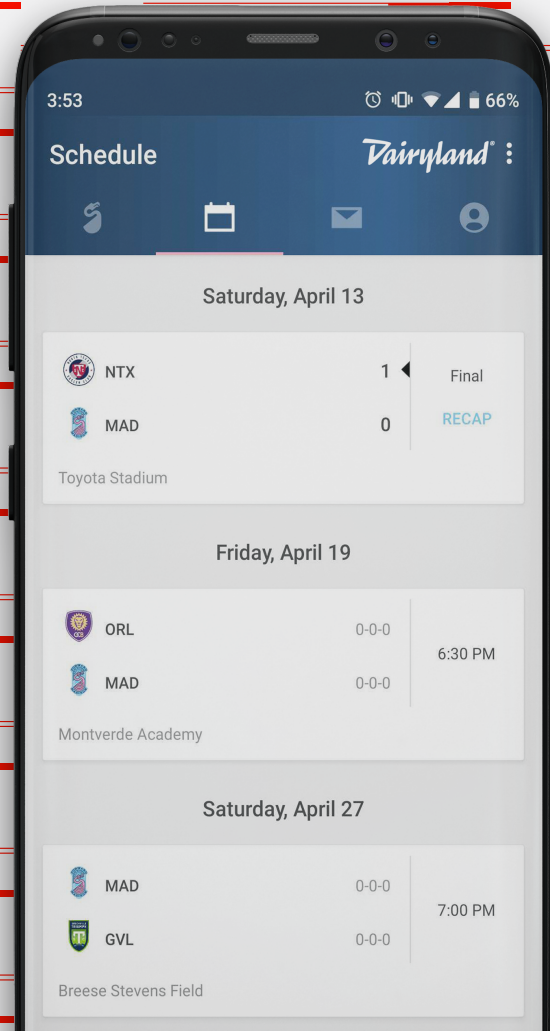 3:53
66%
Schedule
Dairyland®
Saturday, April 13
NTX
1
Final
MAD
0
RECAP
Toyota Stadium
Friday, April 19
ORL
0-0-0
6:30 PM
MAD
0-0-0
Montverde Academy
Saturday, April 27
MAD
0-0-0
7:00 PM
GVL
0-0-0
Breese Stevens Field